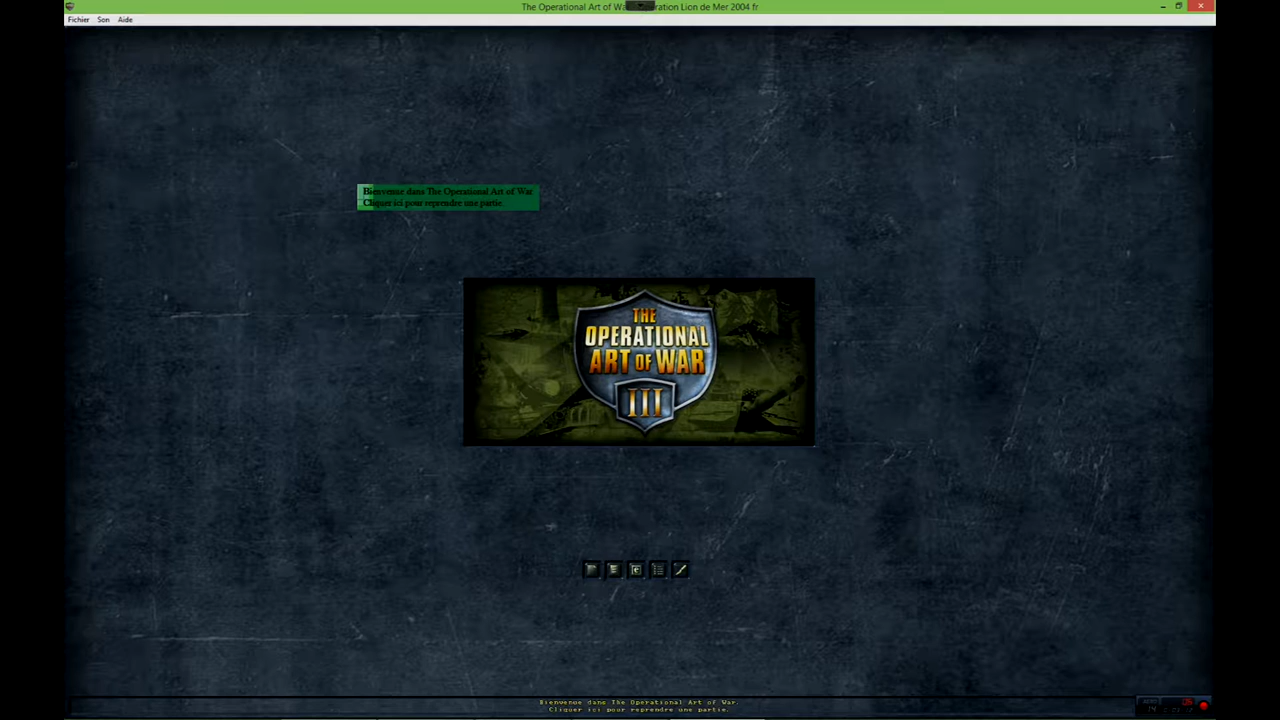 The Operational Art of Wa
ration Lion de Mer 2004 fr
Fichier Son Aide
Bienvenue dans The Operational Art of War
Cliquer ici pour reprendre une partie.
THE
OPERATIONAL
ART OF WAR
III
Bienvenue dans The Operational Art of War.
Cliquer ici pour reprendre une partie.